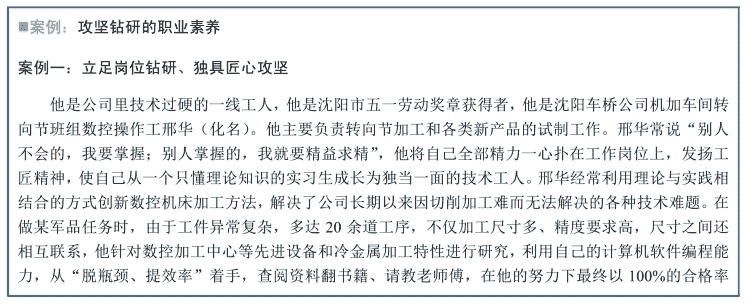 案例：攻坚钻研的职业素养
案例一：立足岗位钻研、独具匠心攻坚
他是公司里技术过硬的一线工人，他是沈阳市五一劳动奖章获得者，他是沈阳车桥公司机加车间转
向节班组数控操作工邢华（化名）。他主要负责转向节加工和各类新产品的试制工作。邢华常说“别人
不会的，我要掌握；别人掌握的，我就要精益求精”，他将自己全部精力一心扑在工作岗位上，发扬工
匠精神，使自己从一个只懂理论知识的实习生成长为独当一面的技术工人。邢华经常利用理论与实践相
结合的方式创新数控机床加工方法，解决了公司长期以来因切削加工难而无法解决的各种技术难题。在
做某军品任务时，由于工件异常复杂，多达 20 余道工序，不仅加工尺寸多、精度要求高，尺寸之间还
相互联系，他针对数控加工中心等先进设备和冷金属加工特性进行研究，利用自己的计算机软件编程能
力，从“脱瓶颈、提效率”着手，查阅资料翻书籍、请教老师傅，在他的努力下最终以 100%的合格率